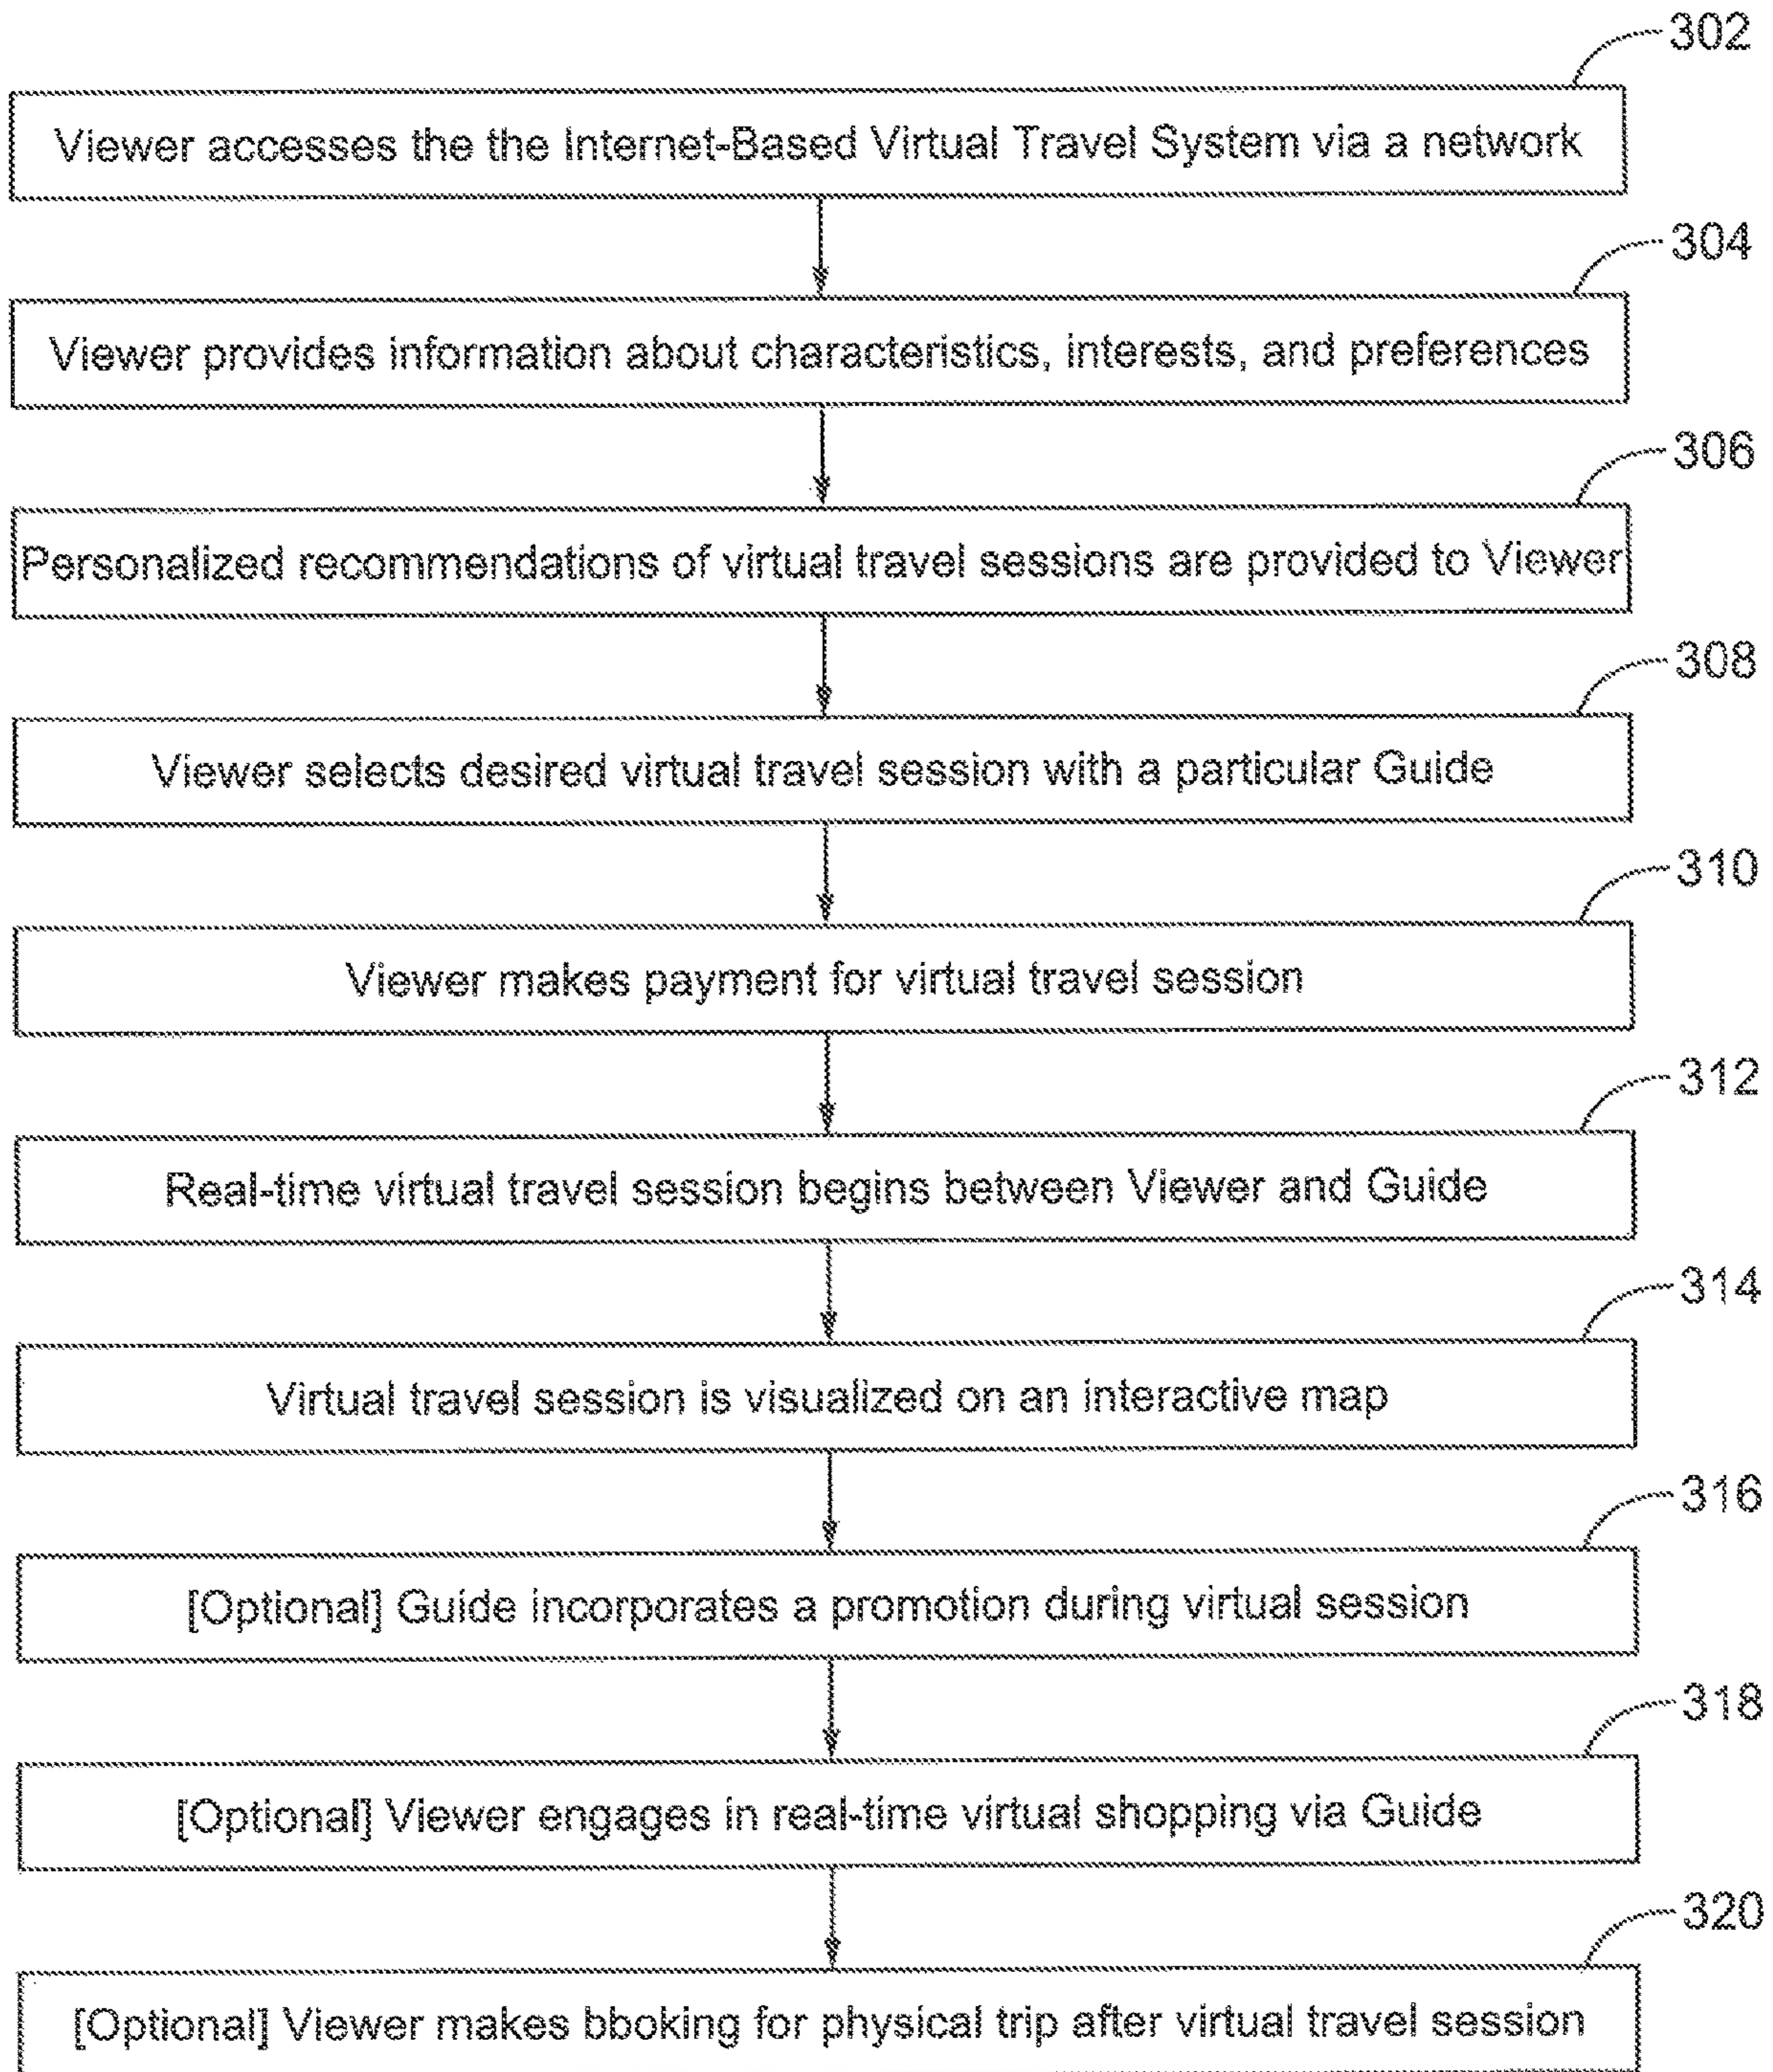 302
Viewer accesses the the Internet-Based Virtual Travel System via a network
304
Viewer provides information about characteristics, interests, and preferences
306
Personalized recommendations of virtual travel sessions are provided to Viewer
308
Viewer selects desired virtual travel session with a particular Guide
310
Viewer makes payment for virtual travel session
312
Real-time virtual travel session begins between Viewer and Guide
314
Virtual travel session is visualized on an interactive map
316
[Optional] Guide incorporates a promotion during virtual session
318
[Optional] Viewer engages in real-time virtual shopping via Guide
320
[Optional] Viewer makes bboking for physical trip after virtual travel session